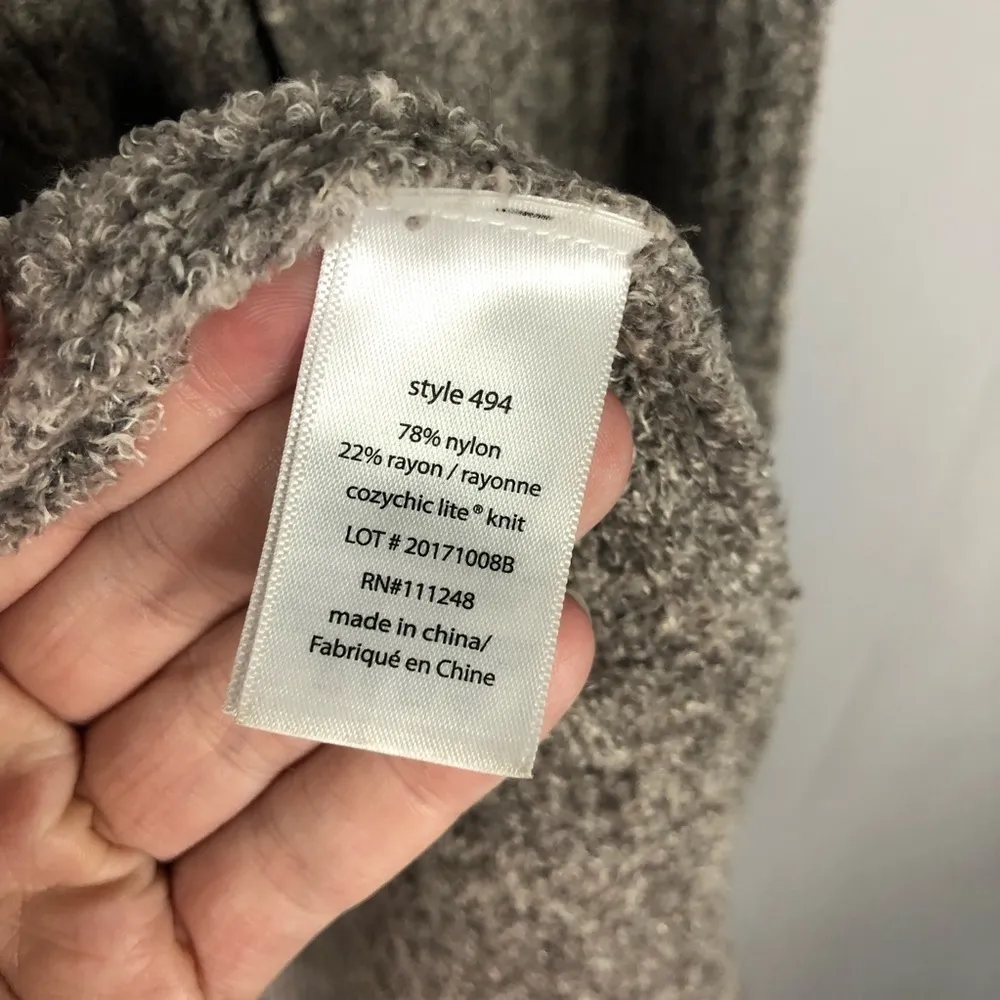 style 494
78% nylon
22% rayon / rayonne
cozychic lite® knit
LOT # 20171008B
RN#111248
made in china/
Fabriqué en Chine